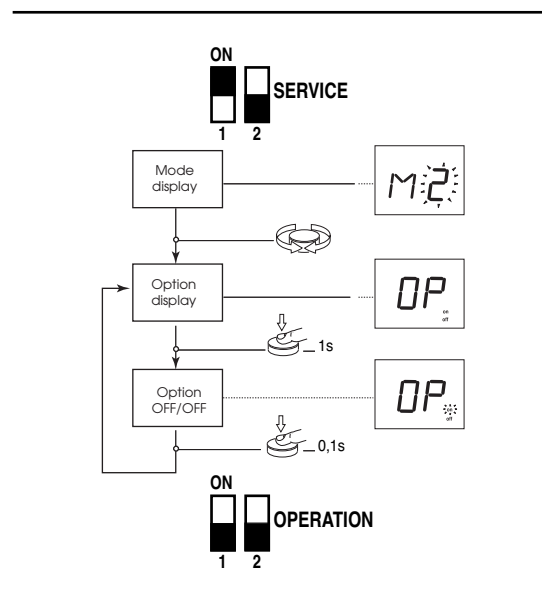 ON
SERVICE
1 2
Mode
display
M2
Option
display
OP
on
off
1s
Option
OFF/OFF
OP
off
0,1s
ON
OPERATION
1 2